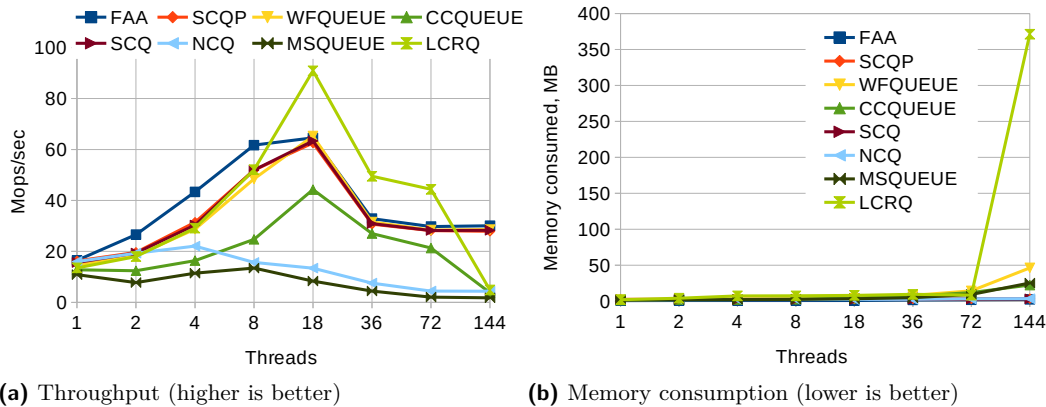 FAA SCQP WFQUEUE CCQUEUE
SCQ NCQ MSQUEUE LCRQ
Mops/sec
100
80
60
40
20
0
1 2 4 8 18 36 72 144
Threads
(a) Throughput (higher is better)
Memory consumed, MB
400
350
300
250
200
150
100
50
0
FAA
SCQP
WFQUEUE
CCQUEUE
SCQ
NCQ
MSQUEUE
LCRQ
1 2 4 8 18 36 72 144
Threads
(b) Memory consumption (lower is better)